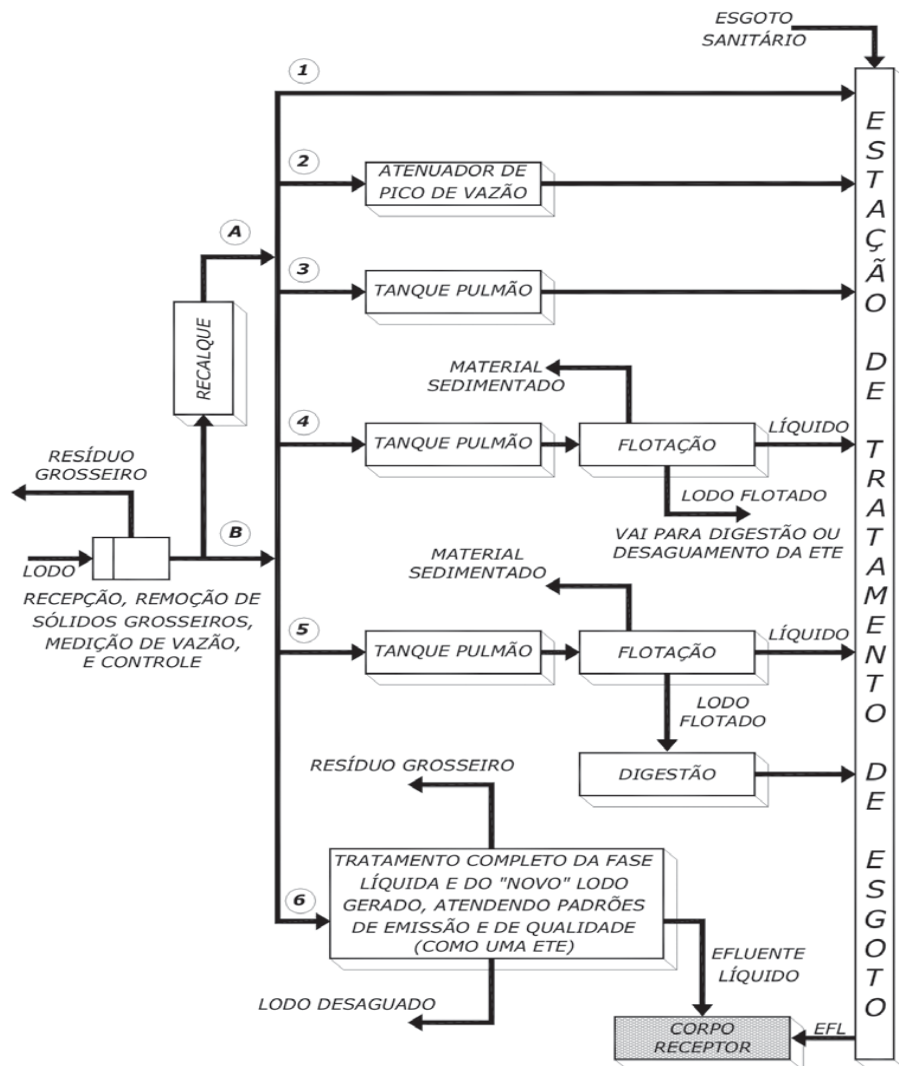 ESGOTO
SANITÁRIO
1
2
ATENUADOR DE
PICO DE VAZÃO
A
3
TANQUE PULMÃO
RECALQUE
MATERIAL
SEDIMENTADO
4
TANQUE PULMÃO
FLOTAÇÃO
LÍQUIDO
LODO FLOTADO
VAI PARA DIGESTÃO OU
DESAGUAMENTO DA ETE
RESÍDUO
GROSSEIRO
B
LODO
RECEPÇÃO, REMOÇÃO DE
SÓLIDOS GROSSEIROS,
MEDIÇÃO DE VAZÃO,
E CONTROLE
MATERIAL
SEDIMENTADO
5
TANQUE PULMÃO
FLOTAÇÃO
LÍQUIDO
LODO
FLOTADO
DIGESTÃO
RESÍDUO GROSSEIRO
6
TRATAMENTO COMPLETO DA FASE
LÍQUIDA E DO "NOVO" LODO
GERADO, ATENDENDO PADRÕES
DE EMISSÃO E DE QUALIDADE
(COMO UMA ETE)
EFLUENTE
LÍQUIDO
LODO DESAGUADO
CORPO
RECEPTOR
EFL
ESTAÇÃO DE TRATAMENTO DE ESGOTO